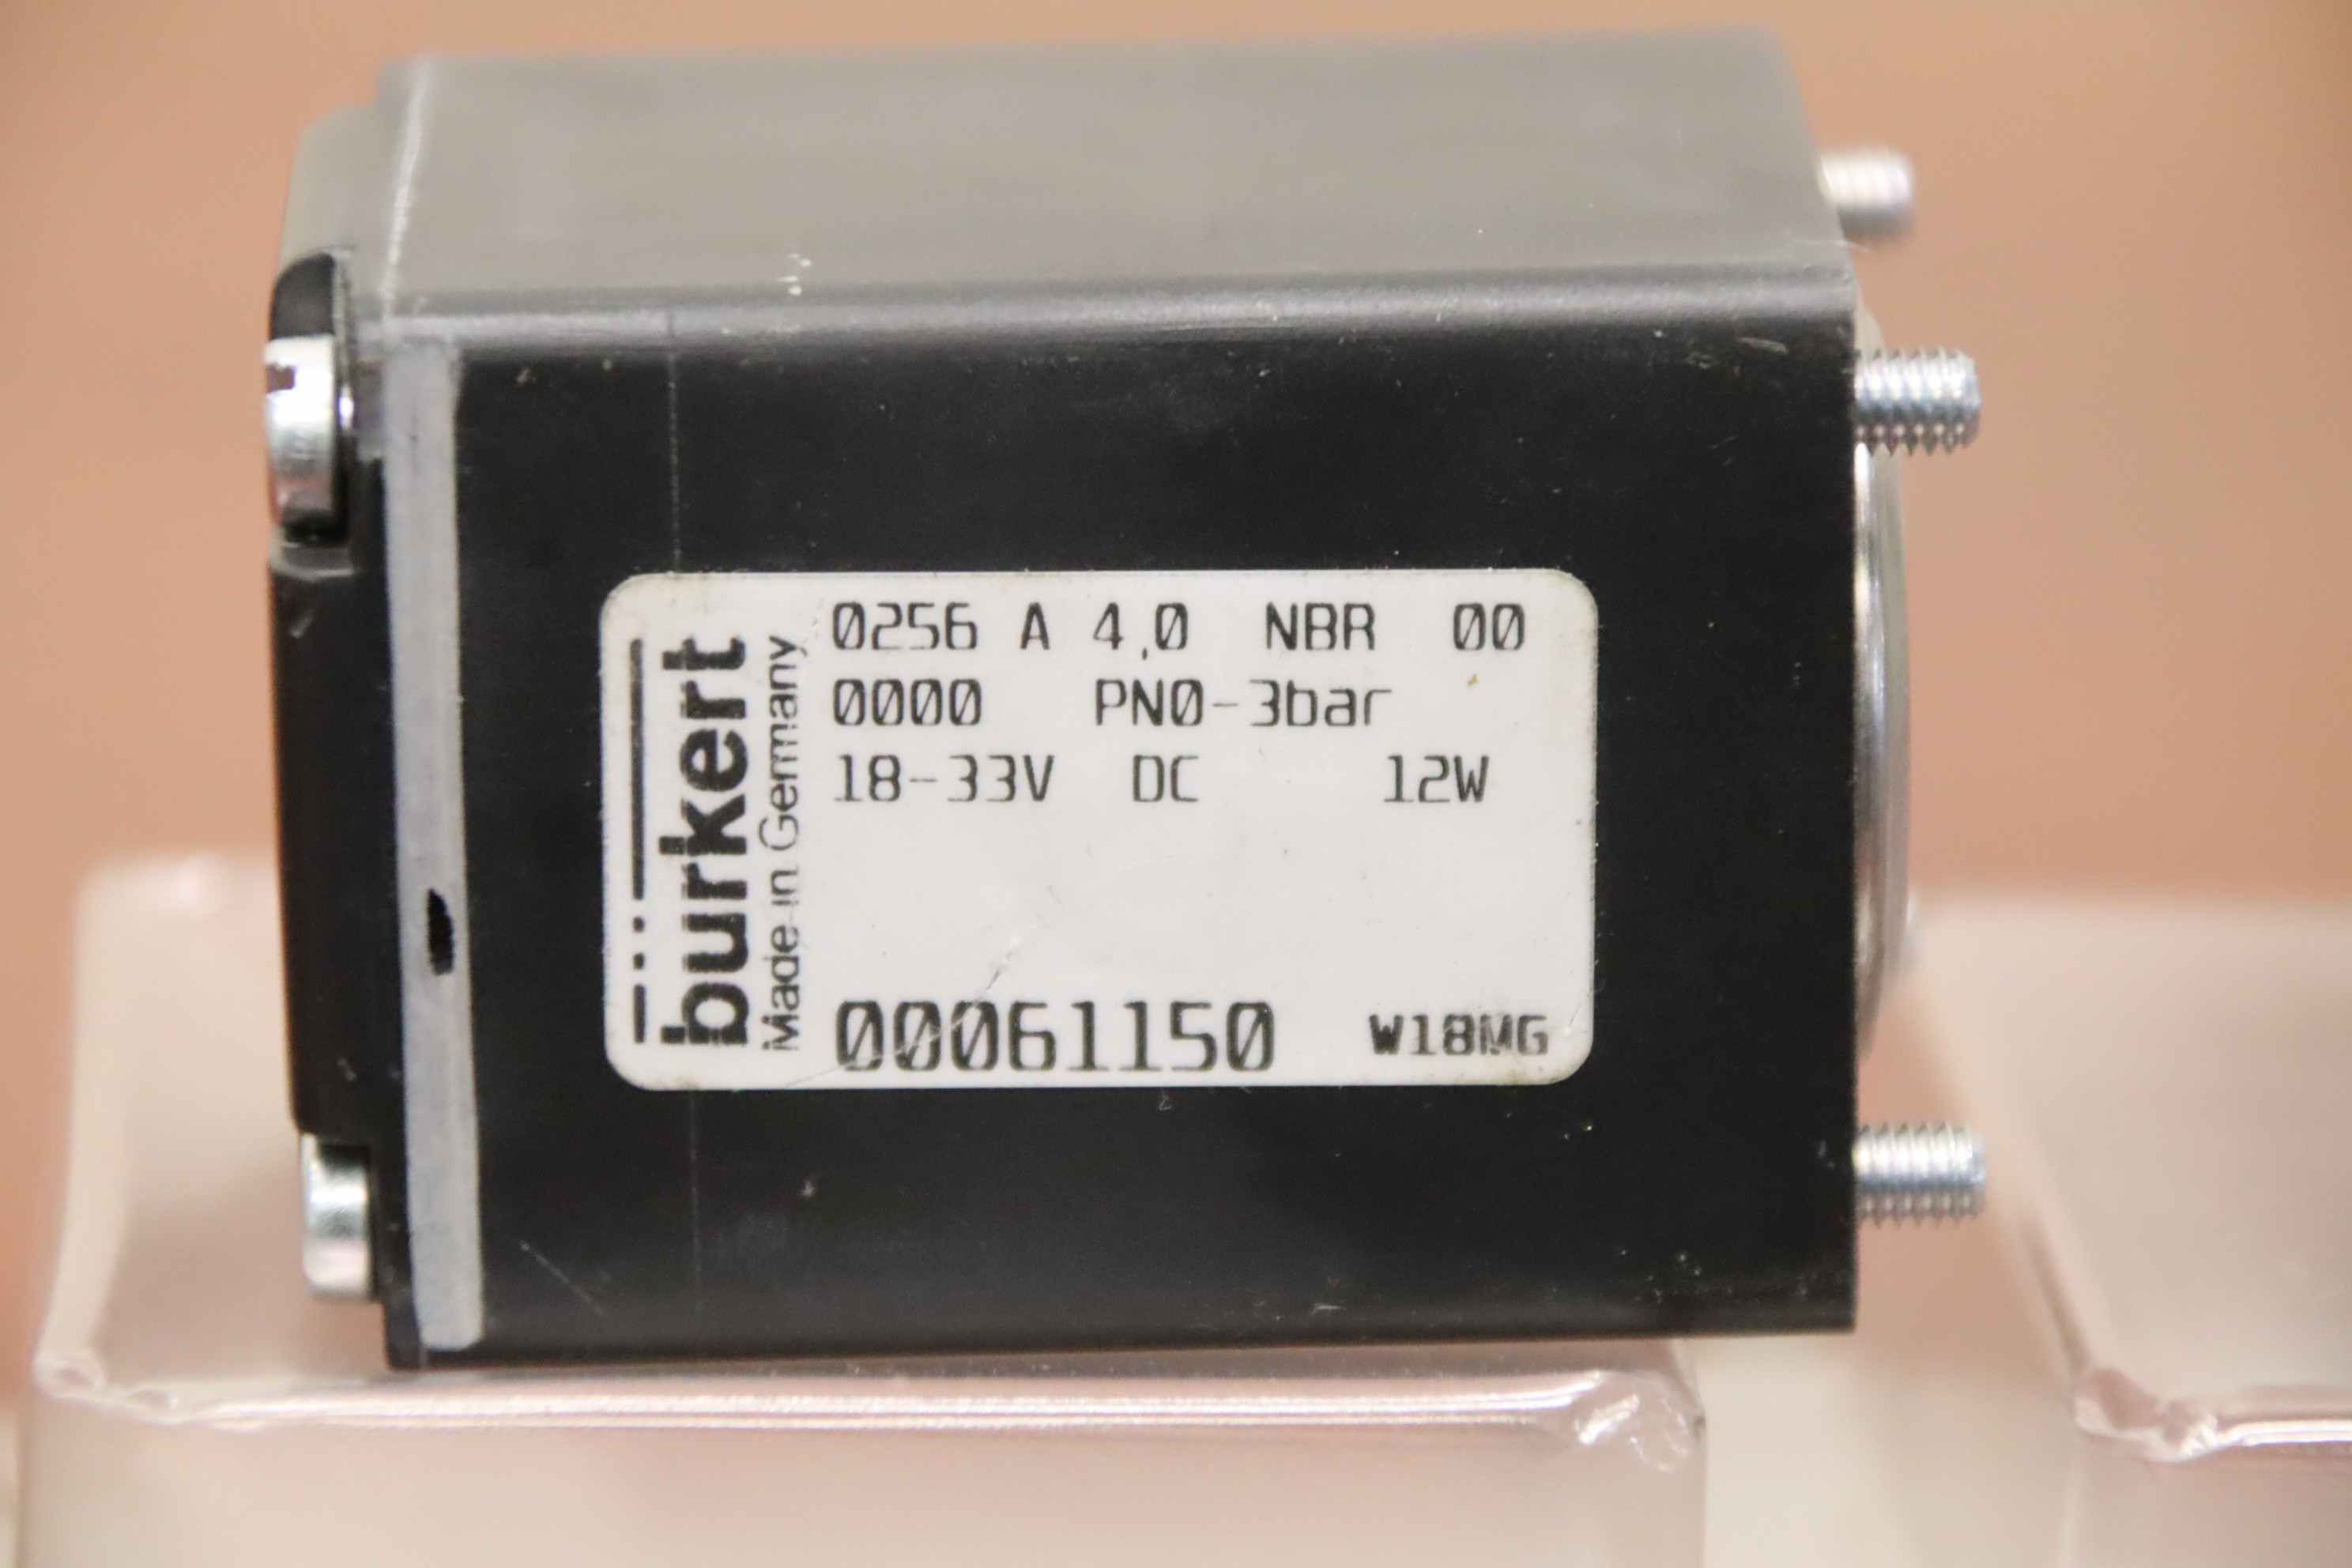 bürkert
Made in Germany
0256 A 4,0 NBR 00
0000 PN0-3bar
18-33V DC 12W
00061150 W18MG